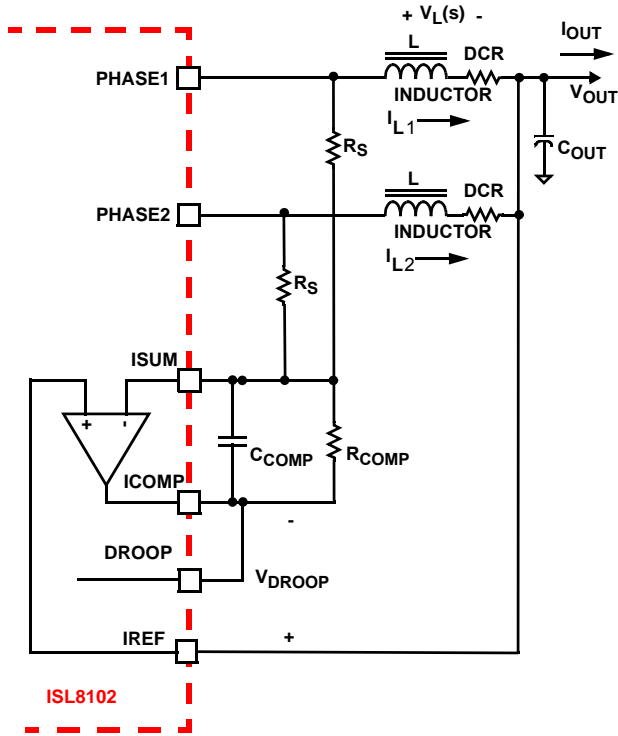 + VL(s) -
IOUT
L
DCR
PHASE1
INDUCTOR
VOUT
IL1
COUT
RS
L
DCR
PHASE2
INDUCTOR
IL2
RS
ISUM
+ -
CCOMP
RCOMP
ICOMP
-
DROOP
VDROOP
IREF
+
ISL8102